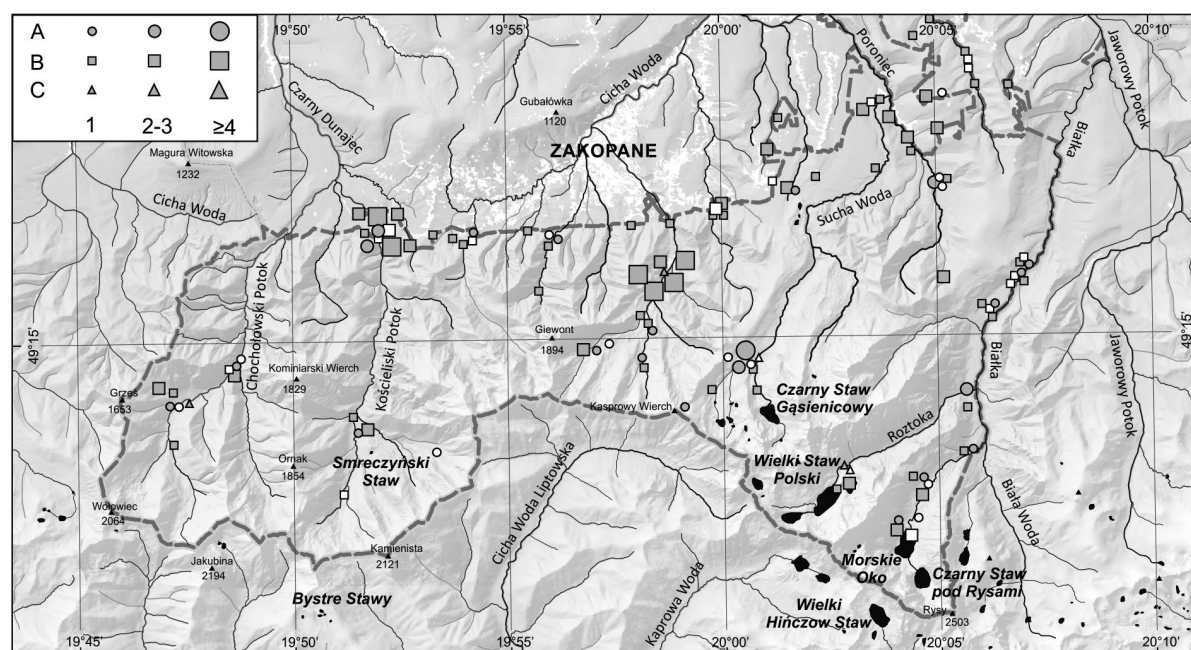 A
B
C
1 2-3 ≥4
19°50' 19°55' 20°00' 20°05' 20°10'
Czarny Dunajec
Cicha Woda
Poroniec
Jaworowy Potok
Gubałówka
1120
ZAKOPANE
Białka
Magura Witowska
1232
Cicha Woda
Sucha Woda
Chochołowski Potok
Kościeliski Potok
Giewont
1894
49°15'
49°15'
Kominiarski Wierch
1829
Grześ
1653
Białka
Jaworowy Potok
Czarny Staw
Gąsienicowy
Kasprowy Wierch
Roztoka
Ornak
1854
Smreczyński
Staw
Wielki Staw
Polski
Cicha Woda Liptowska
Wołowiec
2064
Biała Woda
Kamienista
2121
Jakubina
2194
Morskie
Oko
Czarny Staw
pod Rysami
Kaprowa Woda
Bystre Stawy
Wielki
Hińczow Staw
Rysy
2503
19°45' 19°50' 19°55' 20°00' 20°05' 20°10'